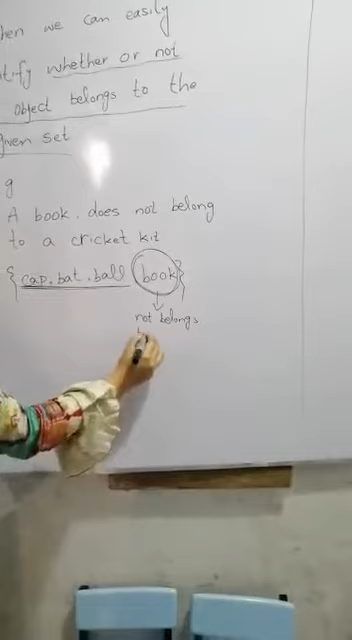 hen we can easily
tify whether or not
object belongs to the
given set
g
A book. does not belong
to a cricket kit
{cap, bat, ball book}
not belongs